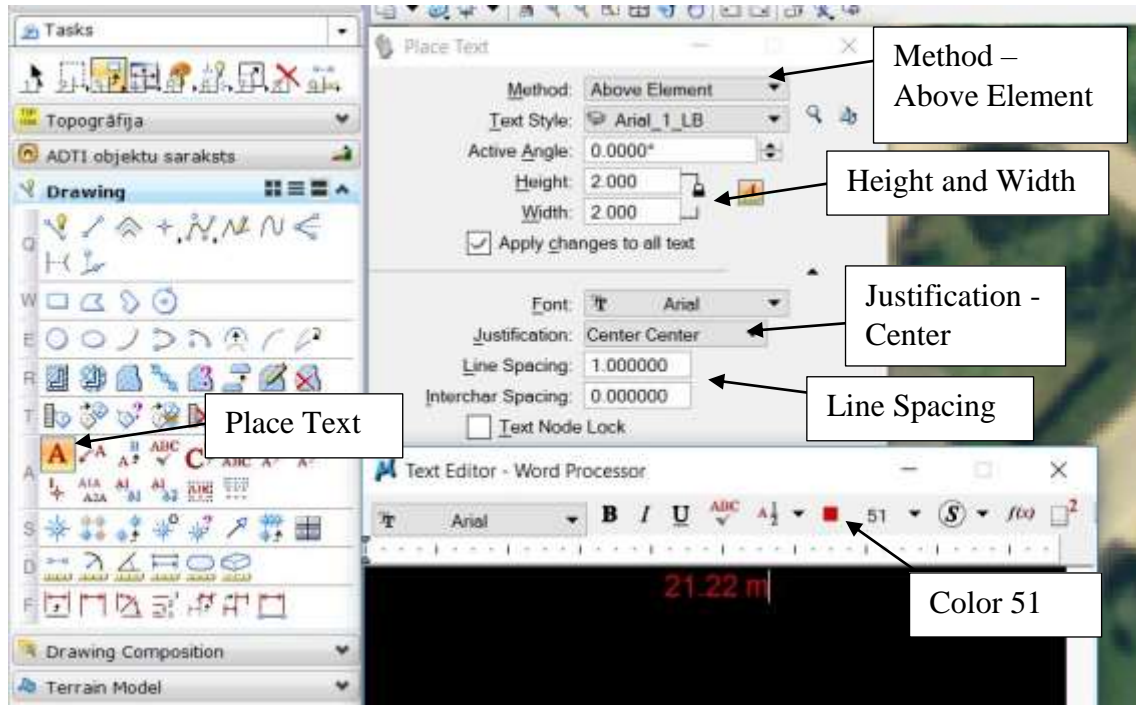 Tasks
Topogrāfija
ADTI objektu saraksts
Drawing
Q
W
E
R
T
A
S
D
F
Drawing Composition
Terrain Model
Place Text
Place Text
Method: Above Element
Text Style: Arial_1_LB
Active Angle: 0.0000°
Height: 2.000
Width: 2.000
Apply changes to all text
Font: Arial
Justification: Center Center
Line Spacing: 1.000000
Interchar Spacing: 0.000000
Text Node Lock
Method –
Above Element
Height and Width
Justification -
Center
Line Spacing
Text Editor - Word Processor
Arial B I U ABC 51 S f(x)
21.22 m
Color 51